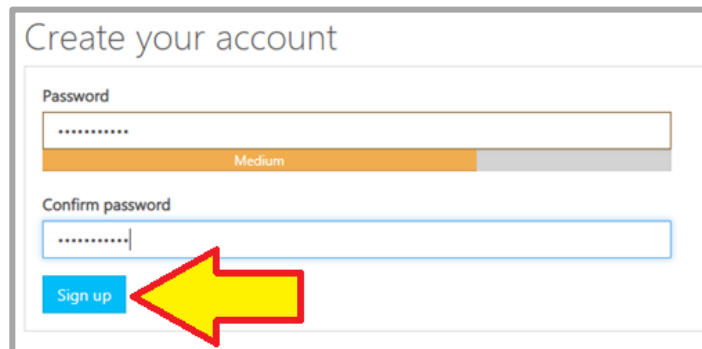 Create your account
Password
•••••••••••
Medium
Confirm password
•••••••••••
Sign up